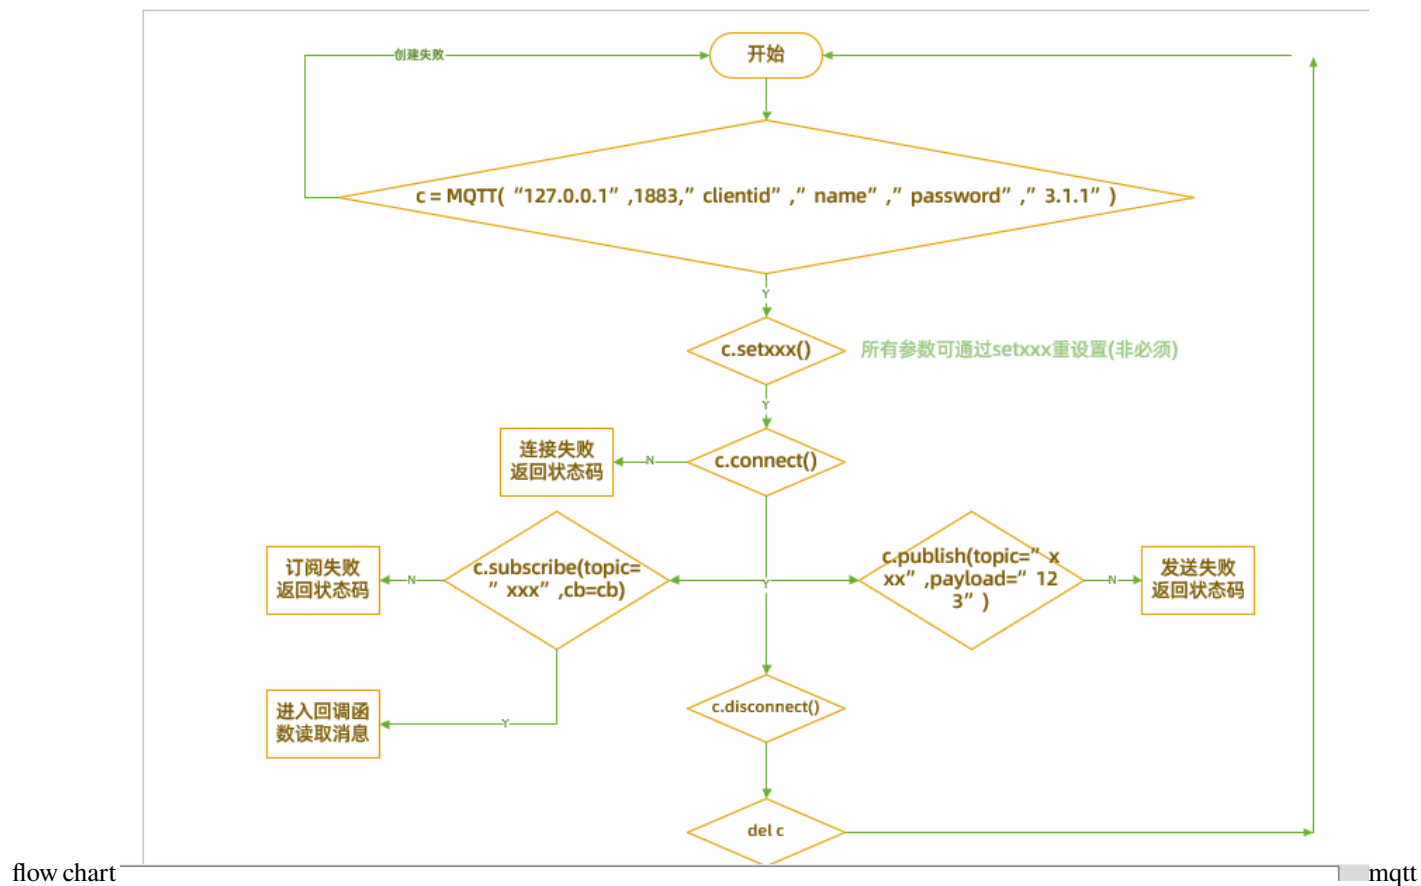 创建失败
开始
c = MQTT( “127.0.0.1” ,1883,” clientid” ,” name” ,” password” ,” 3.1.1” )
Y
c.setxxx()
所有参数可通过setxxx重设置(非必须)
Y
连接失败
返回状态码
N
c.connect()
订阅失败
返回状态码
N
c.subscribe(topic=
” xxx” ,cb=cb)
Y
c.publish(topic=” x
xx” ,payload=” 12
3” )
N
发送失败
返回状态码
进入回调函
数读取消息
Y
c.disconnect()
del c
flow chart
mqtt